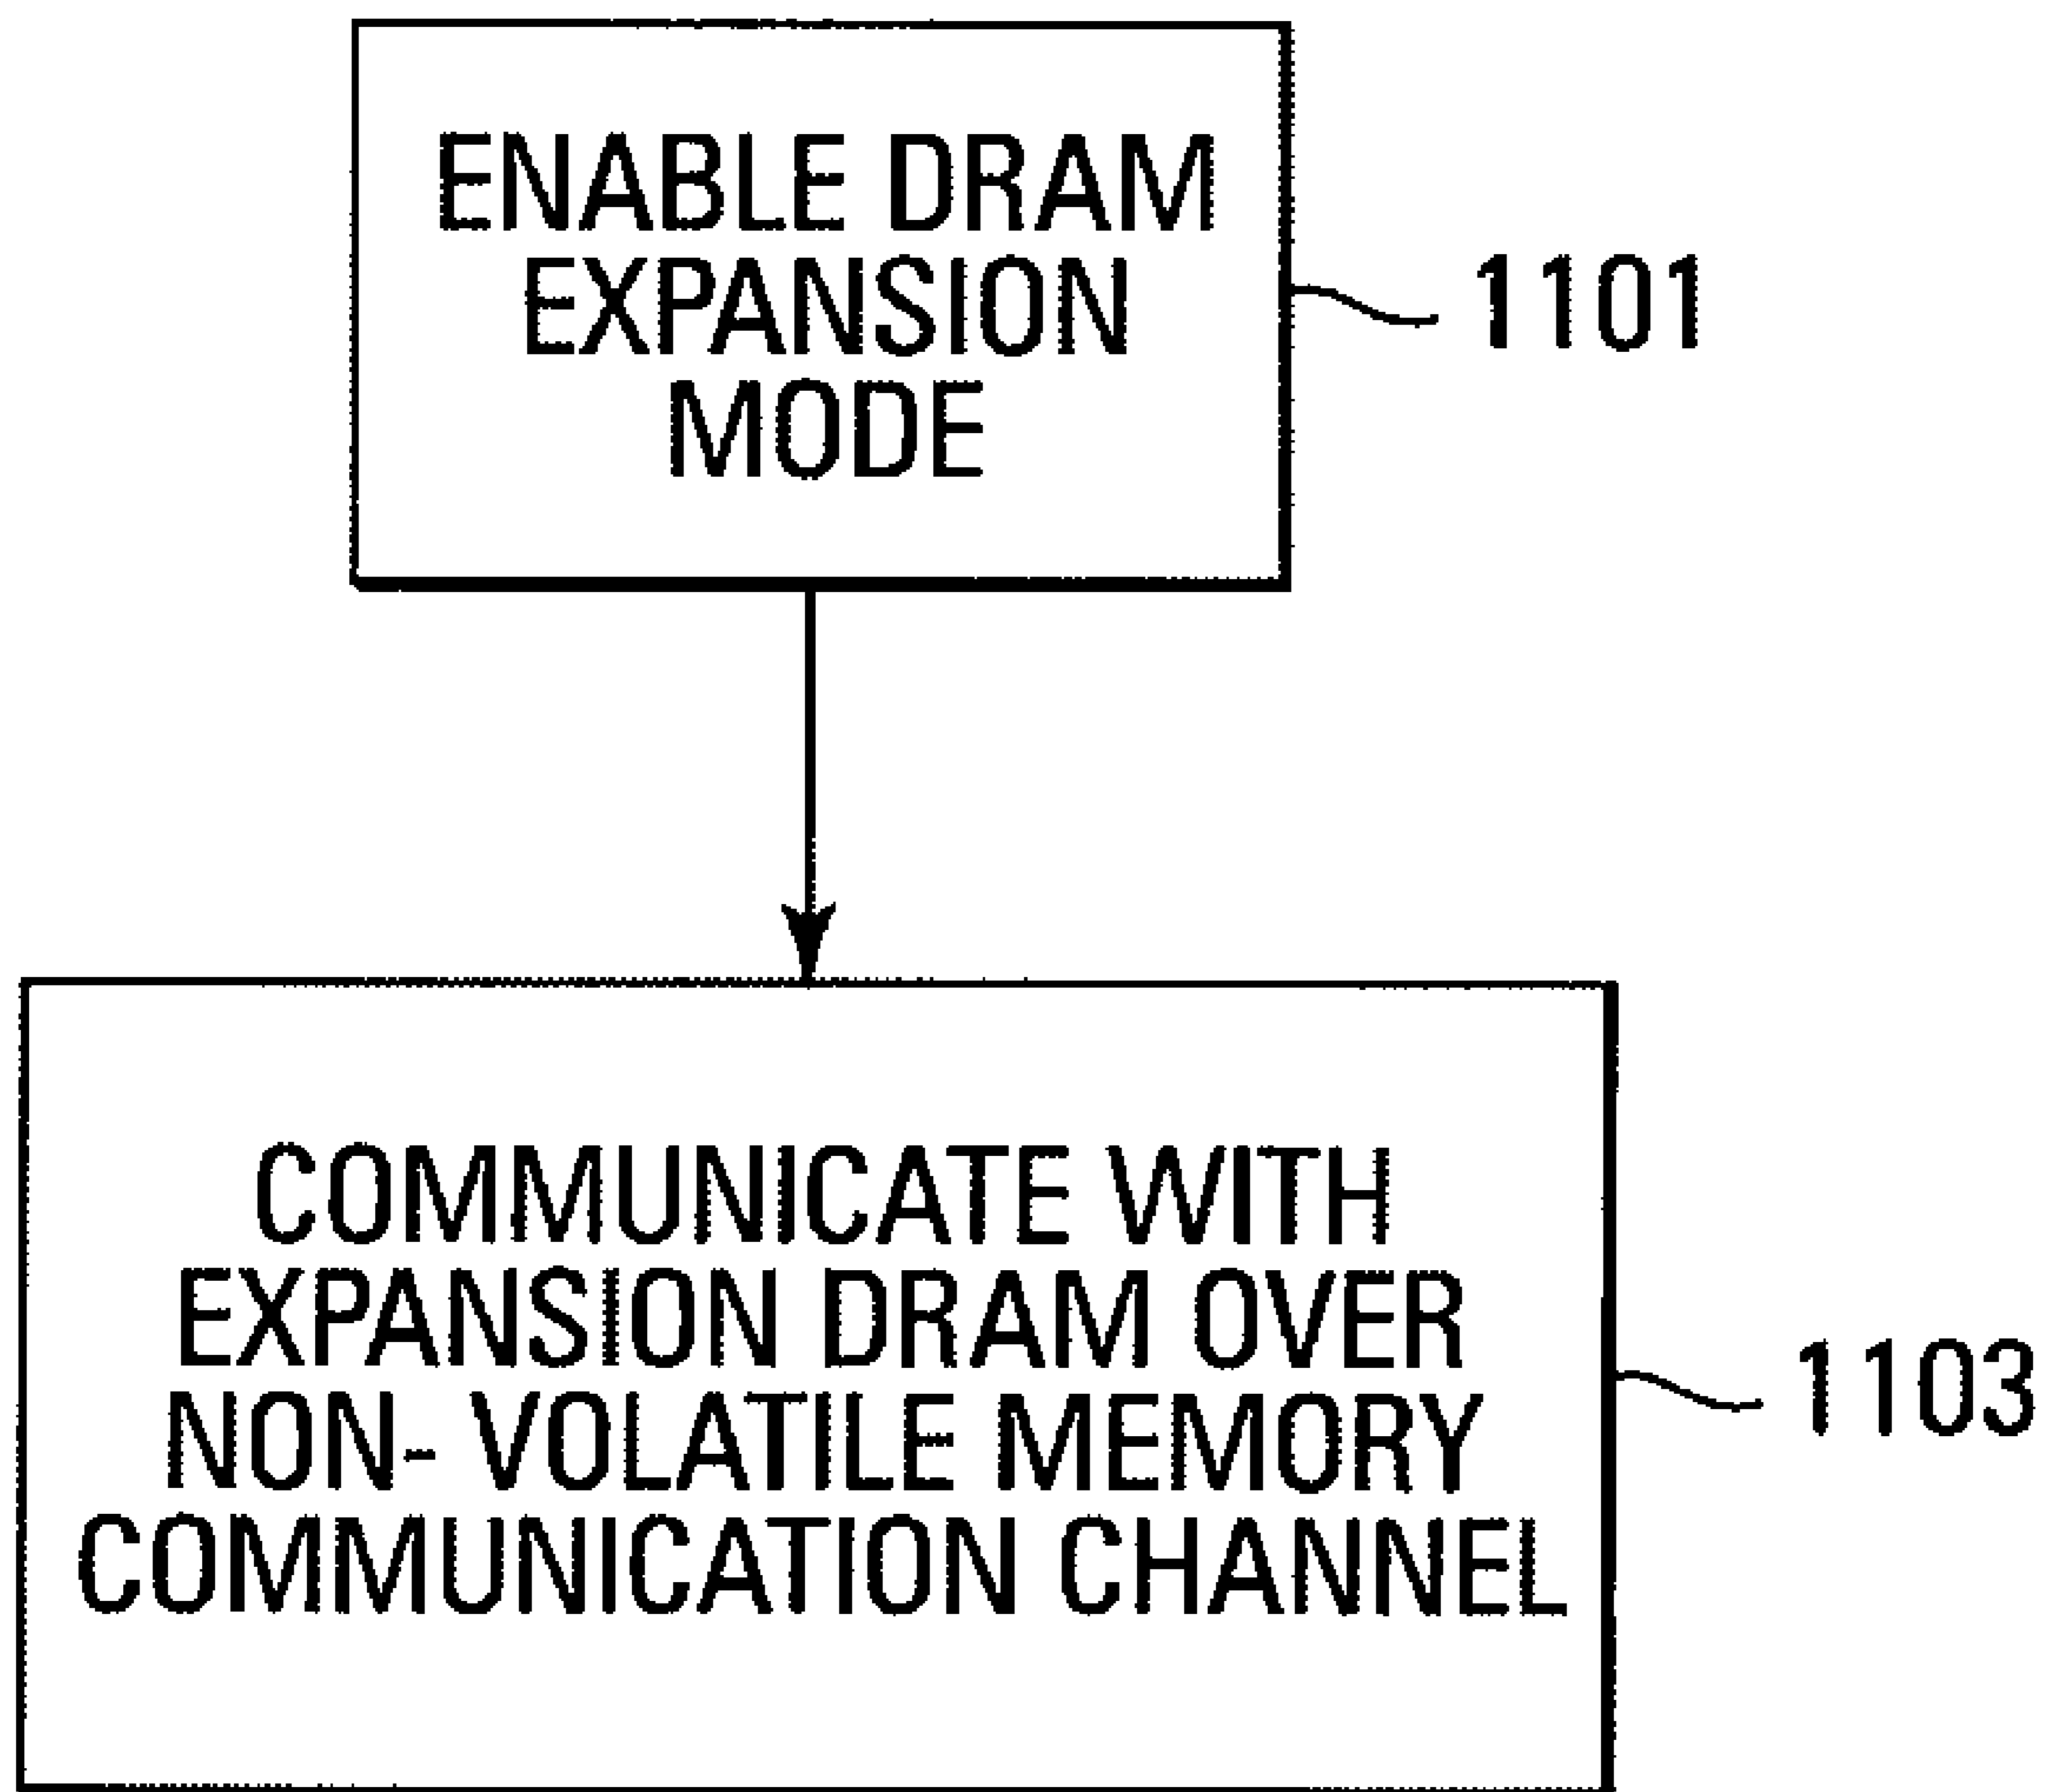 ENABLE DRAM
EXPANSION
MODE
1101
COMMUNICATE WITH
EXPANSION DRAM OVER
NON-VOLATILE MEMORY
COMMUNICATION CHANNEL
1103